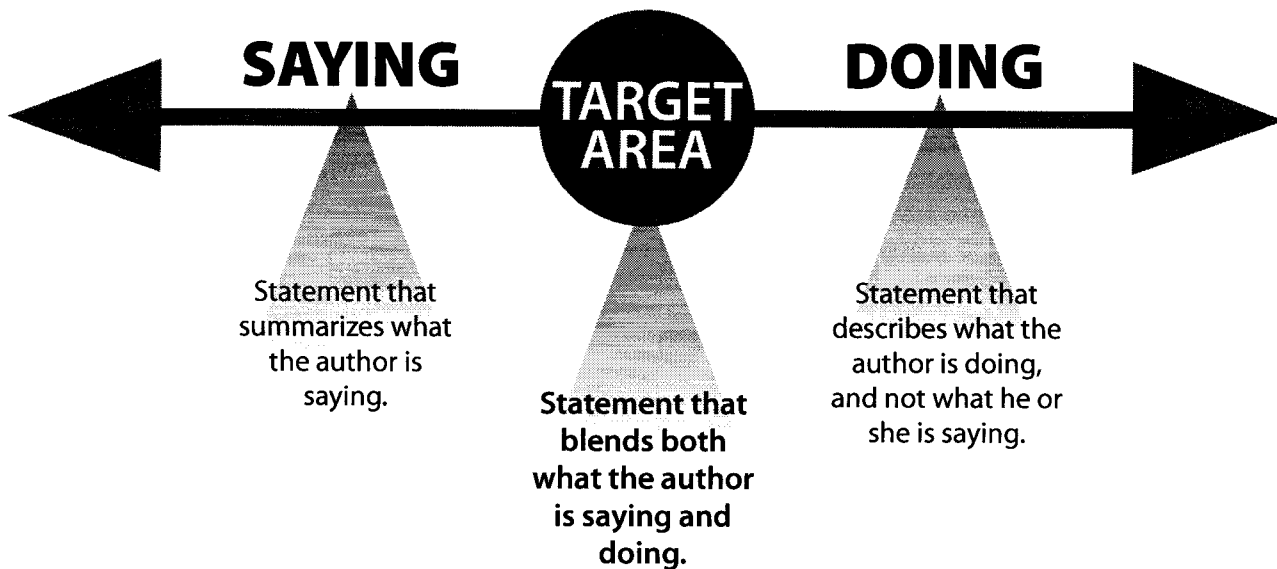 SAYING
TARGET
AREA
DOING
Statement that
summarizes what
the author is
saying.
Statement that
blends both
what the author
is saying and
doing.
Statement that
describes what the
author is doing,
and not what he or
she is saying.